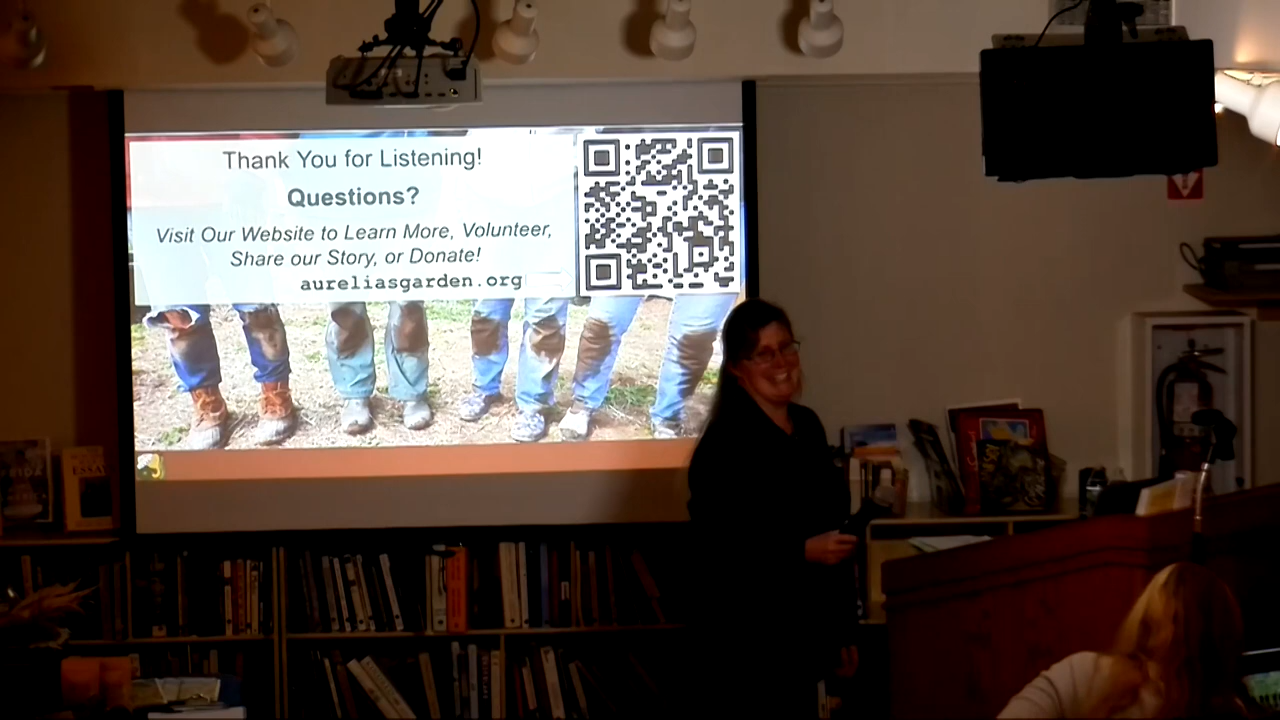 Thank You for Listening!
Questions?
Visit Our Website to Learn More, Volunteer,
Share our Story, or Donate!
aureliasgarden.org